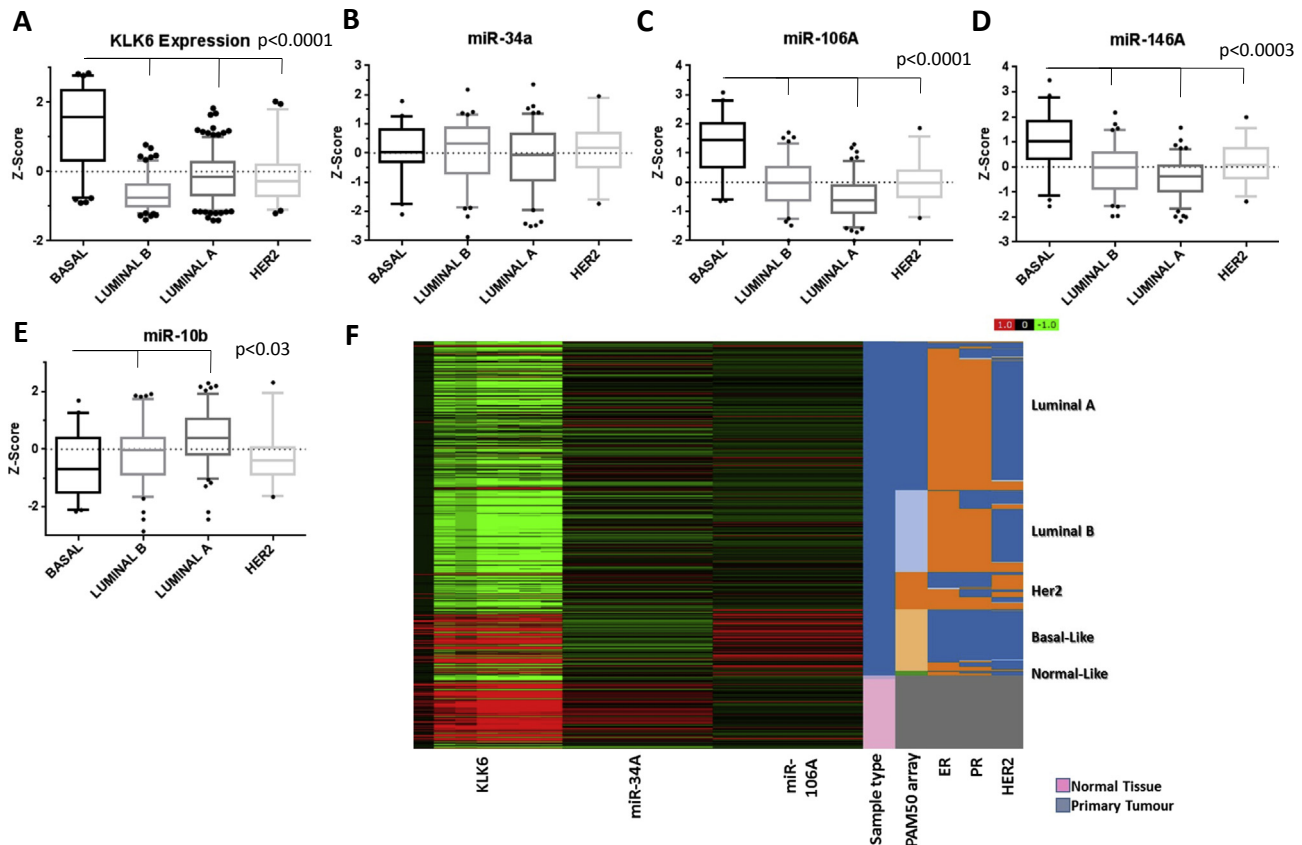 A
KLK6 Expression
p<0.0001
Z-Score
2
0
-2
BASAL
LUMINAL B
LUMINAL A
HER2
B
miR-34a
Z-Score
3
2
1
0
-1
-2
-3
BASAL
LUMINAL B
LUMINAL A
HER2
C
miR-106A
p<0.0001
Z-Score
4
3
2
1
0
-1
-2
BASAL
LUMINAL B
LUMINAL A
HER2
D
miR-146A
p<0.0003
Z-Score
4
3
2
1
0
-1
-2
-3
BASAL
LUMINAL B
LUMINAL A
HER2
E
miR-10b
p<0.03
Z-Score
2
0
-2
BASAL
LUMINAL B
LUMINAL A
HER2
F
1.0 0 -1.0
Luminal A
Luminal B
Her2
Basal-Like
Normal-Like
KLK6
miR-34A
miR-
106A
Sample type
PAM50 array
ER
PR
HER2
Normal Tissue
Primary Tumour